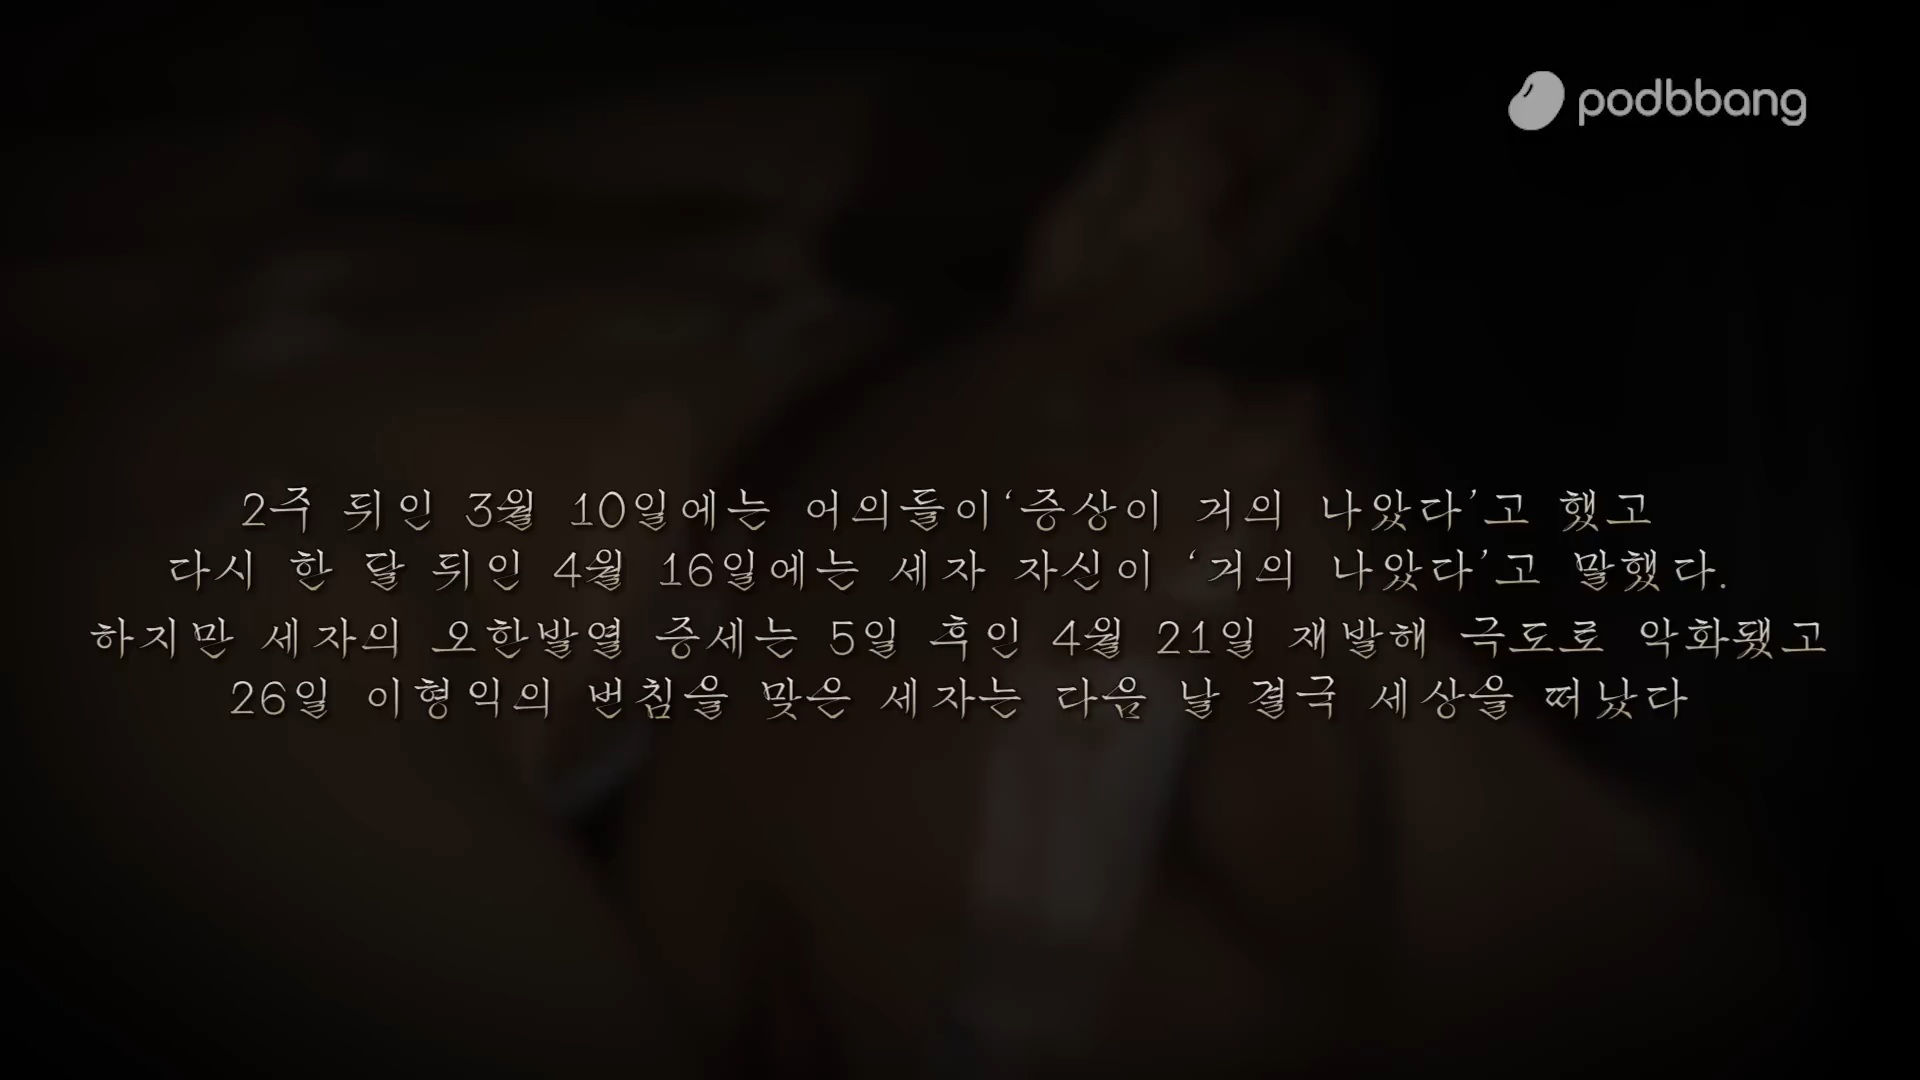 podbbang
2주 뒤인 3월 10일에는 어의들이‘증상이 거의 나았다’고 했고
다시 한 달 뒤인 4월 16일에는 세자 자신이 ‘거의 나았다’고 말했다.
하지만 세자의 오한발열 증세는 5일 후인 4월 21일 재발해 극도로 악화됐고
26일 이형익의 번침을 맞은 세자는 다음 날 결국 세상을 떠났다